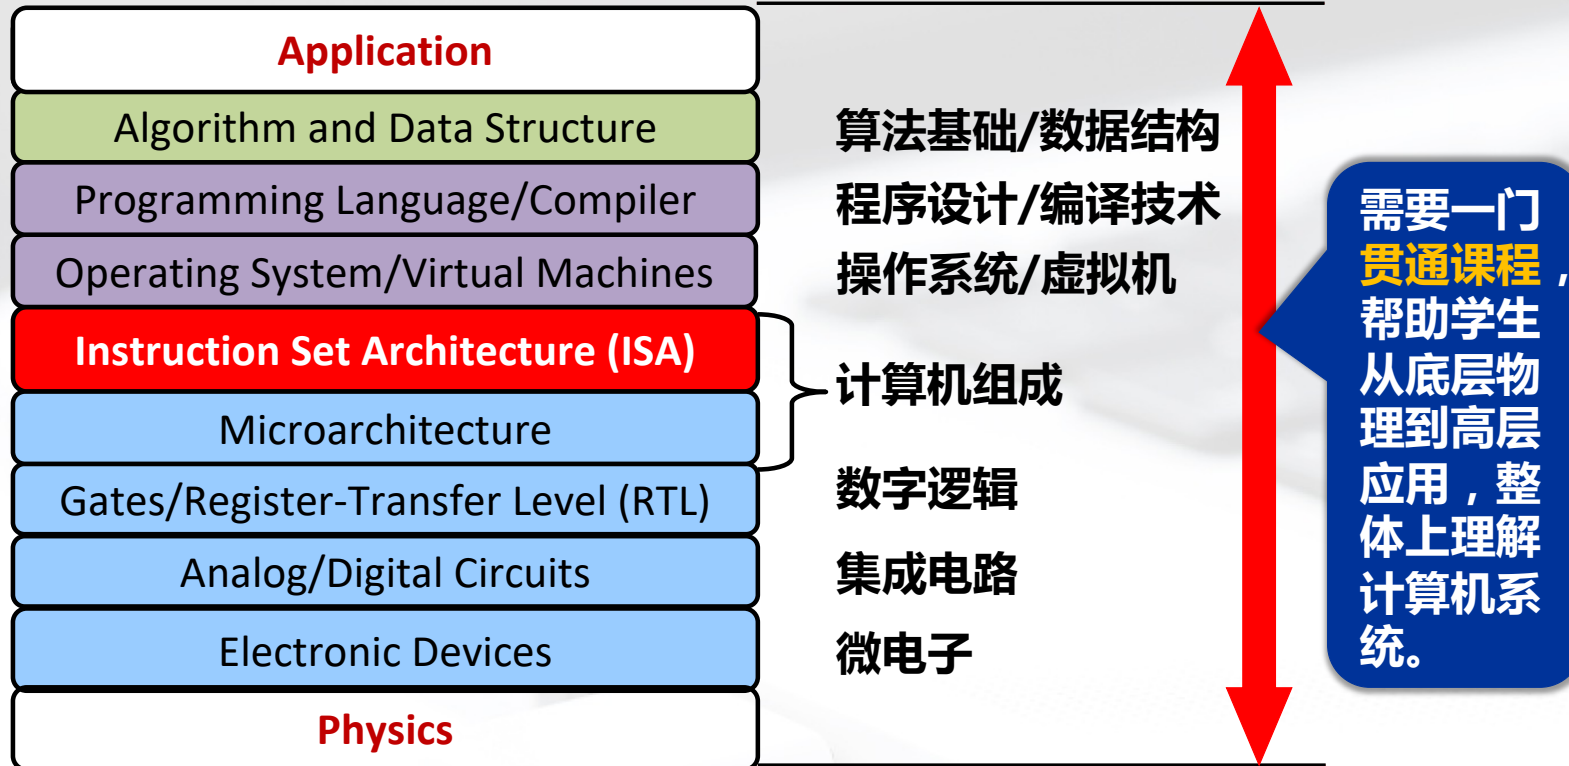 Application
Algorithm and Data Structure
Programming Language/Compiler
Operating System/Virtual Machines
Instruction Set Architecture (ISA)
Microarchitecture
Gates/Register-Transfer Level (RTL)
Analog/Digital Circuits
Electronic Devices
Physics
算法基础/数据结构
程序设计/编译技术
操作系统/虚拟机
计算机组成
数字逻辑
集成电路
微电子
需要一门
贯通课程，
帮助学生
从底层物
理到高层
应用，整
体上理解
计算机系
统。